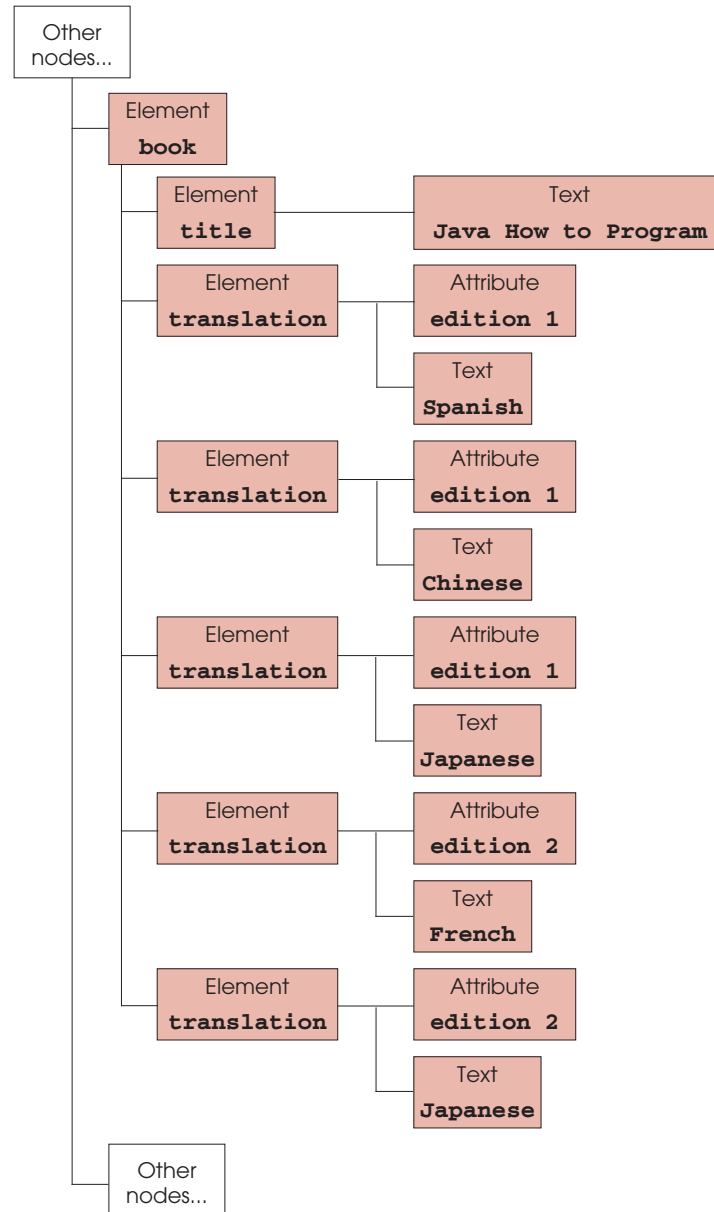 Other
nodes...
Element
book
Element
title
Text
Java How to Program
Element
translation
Attribute
edition 1
Text
Spanish
Element
translation
Attribute
edition 1
Text
Chinese
Element
translation
Attribute
edition 1
Text
Japanese
Element
translation
Attribute
edition 2
Text
French
Element
translation
Attribute
edition 2
Text
Japanese
Other
nodes...